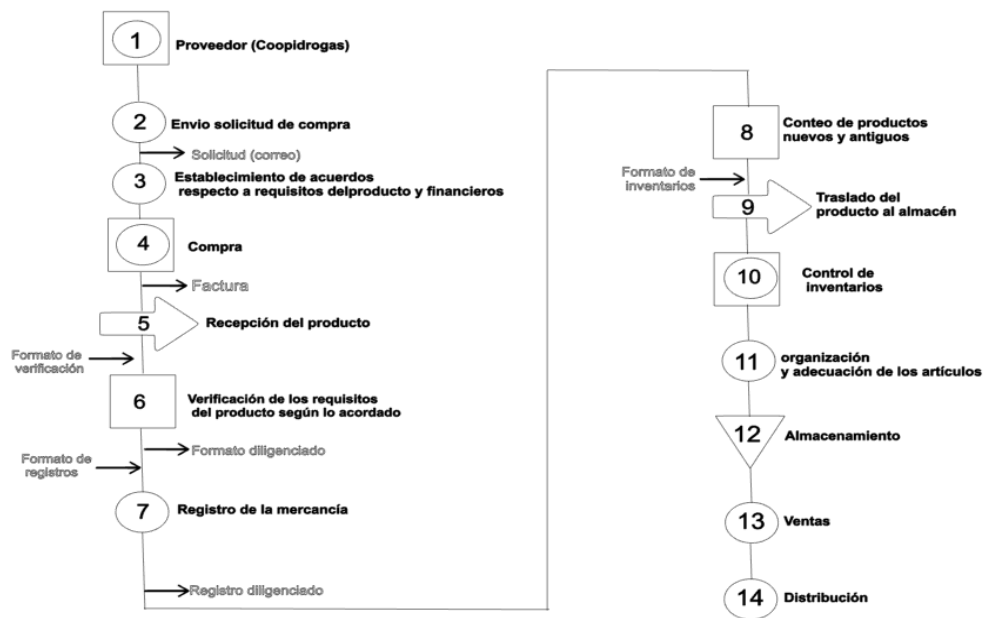 1
Proveedor (Coopidrogas)
2
Envio solicitud de compra
Solicitud (correo)
3
Establecimiento de acuerdos
respecto a requisitos delproducto y financieros
4
Compra
Factura
5
Recepción del producto
Formato de
verificación
6
Verificación de los requisitos
del producto según lo acordado
Formato diligenciado
Formato de
registros
7
Registro de la mercancía
Registro diligenciado
8
Conteo de productos
nuevos y antiguos
Formato de
inventarios
9
Traslado del
producto al almacén
10
Control de
inventarios
11
organización
y adecuación de los artículos
12
Almacenamiento
13
Ventas
14
Distribución